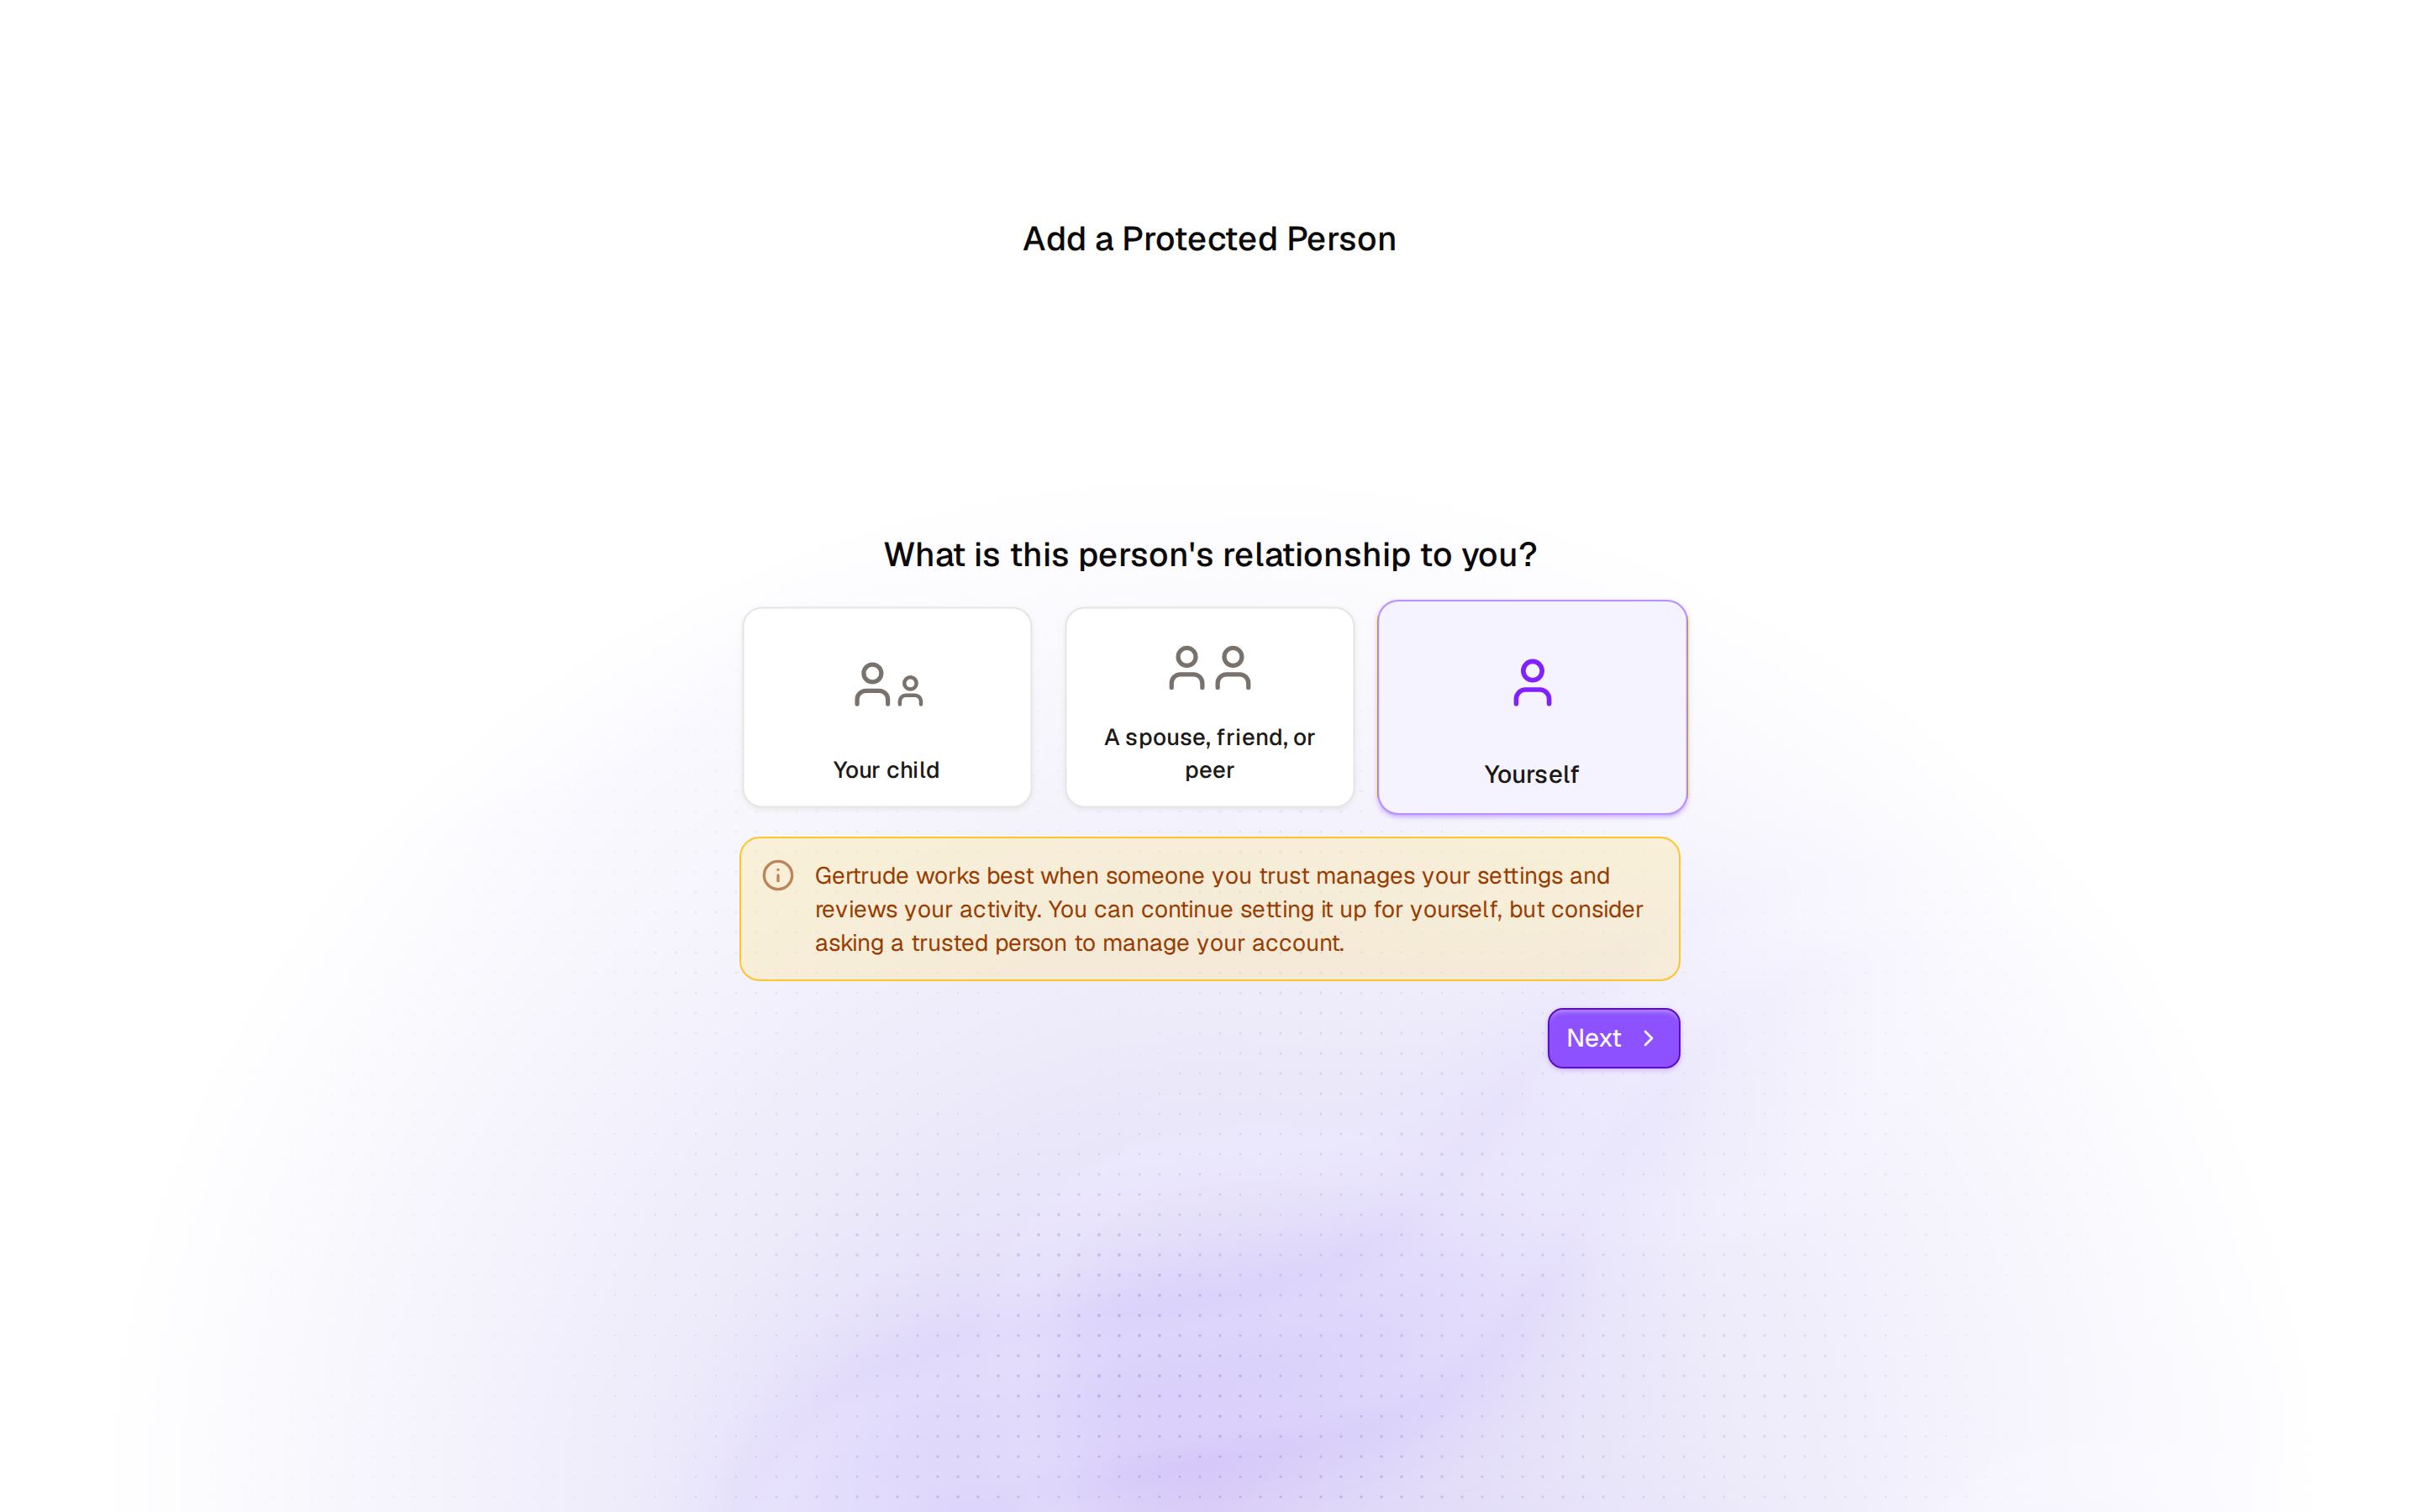 Add a Protected Person
What is this person's relationship to you?
Your child
A spouse, friend, or
peer
Yourself
Gertrude works best when someone you trust manages your settings and
reviews your activity. You can continue setting it up for yourself, but consider
asking a trusted person to manage your account.
Next